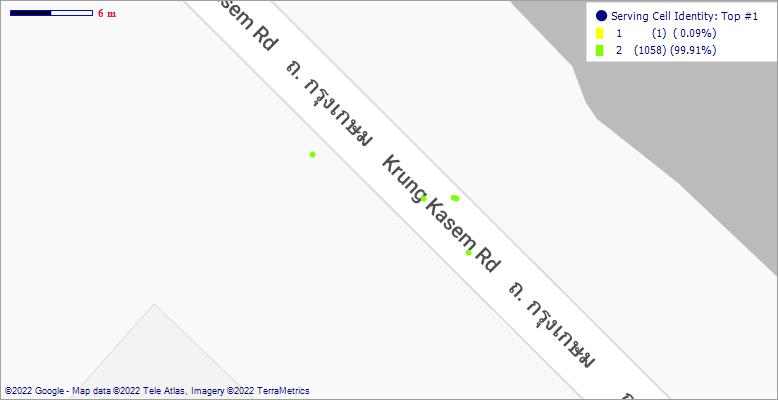 6 m
Serving Cell Identity: Top #1
1 (1) ( 0.09%)
2 (1058) (99.91%)
Kasem Rd
ถ. กรุงเกษม
Krung Kasem Rd
ถ. กรุงเกษม
©2022 Google - Map data ©2022 Tele Atlas, Imagery ©2022 TerraMetrics